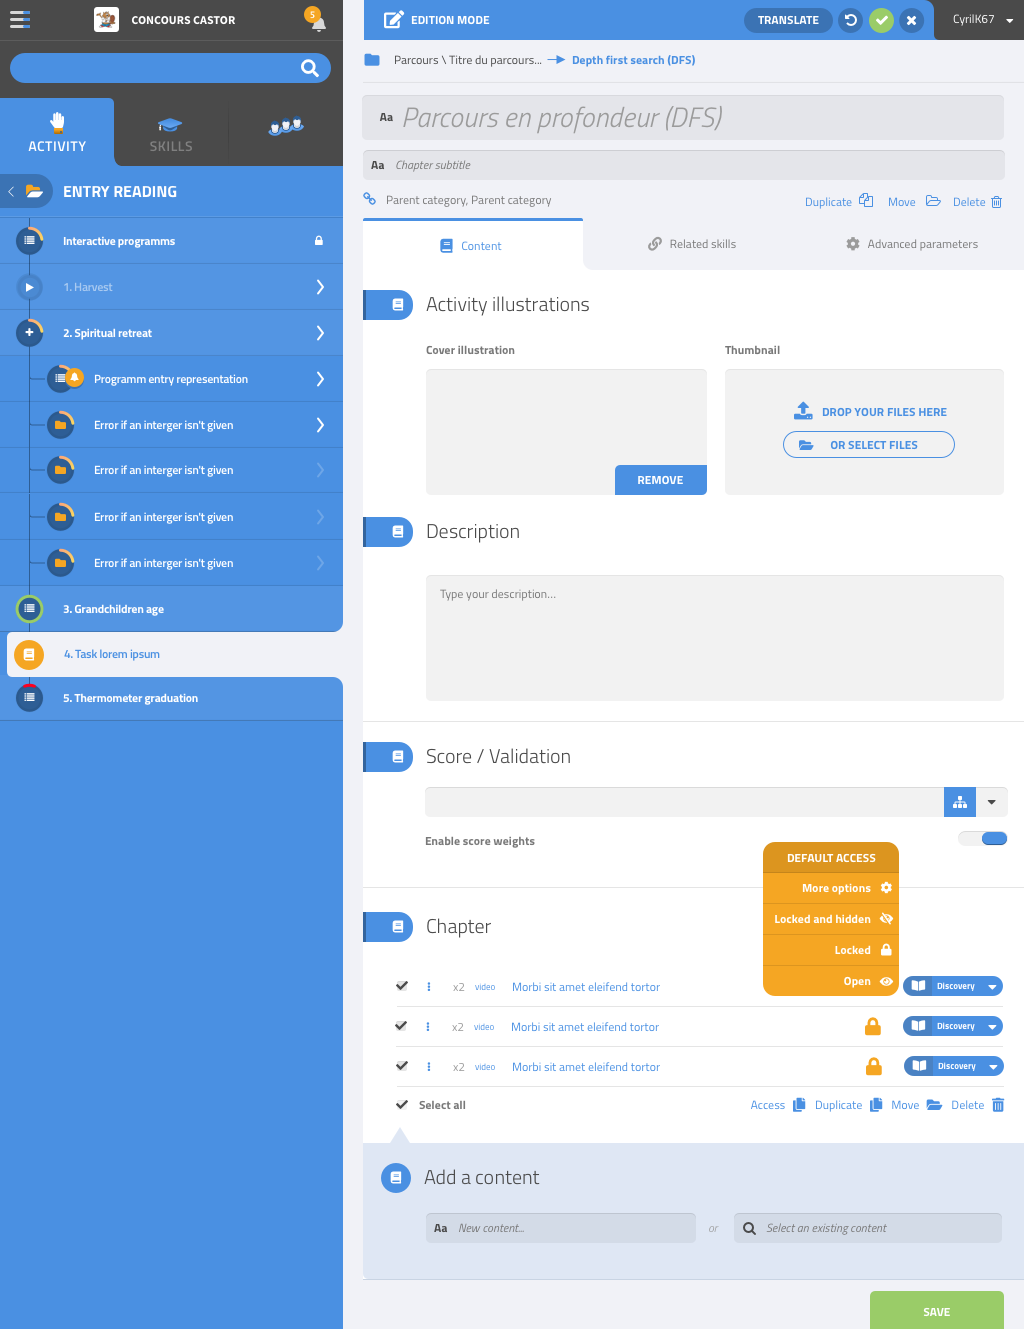 CONCOURS CASTOR
5
EDITION MODE
TRANSLATE
CyrilK67
Parcours \ Titre du parcours...
Depth first search (DFS)
Aa Parcours en profondeur (DFS)
ACTIVITY
SKILLS
Aa Chapter subtitle
ENTRY READING
Parent category, Parent category
Duplicate
Move
Delete
Interactive programms
Content
Related skills
Advanced parameters
1. Harvest
2. Spiritual retreat
Programm entry representation
Error if an interger isn't given
Error if an interger isn't given
Error if an interger isn't given
Error if an interger isn't given
3. Grandchildren age
4. Task lorem ipsum
5. Thermometer graduation
Activity illustrations
Cover illustration
Thumbnail
DROP YOUR FILES HERE
OR SELECT FILES
REMOVE
Description
Type your description...
Score / Validation
Enable score weights
DEFAULT ACCESS
More options
Locked and hidden
Locked
Open
Chapter
x2 video Morbi sit amet eleifend tortor Discovery
x2 video Morbi sit amet eleifend tortor Discovery
x2 video Morbi sit amet eleifend tortor Discovery
Select all
Access
Duplicate
Move
Delete
Add a content
Aa New content...
or
Select an existing content
SAVE